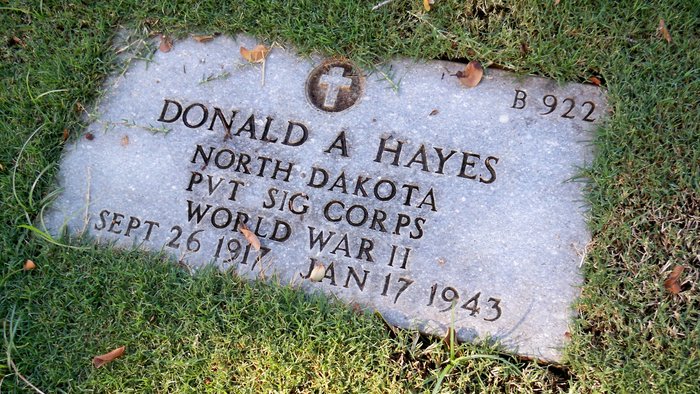 B 922
DONALD A HAYES
NORTH DAKOTA
PVT SIG CORPS
WORLD WAR II
SEPT 26 1917 JAN 17 1943